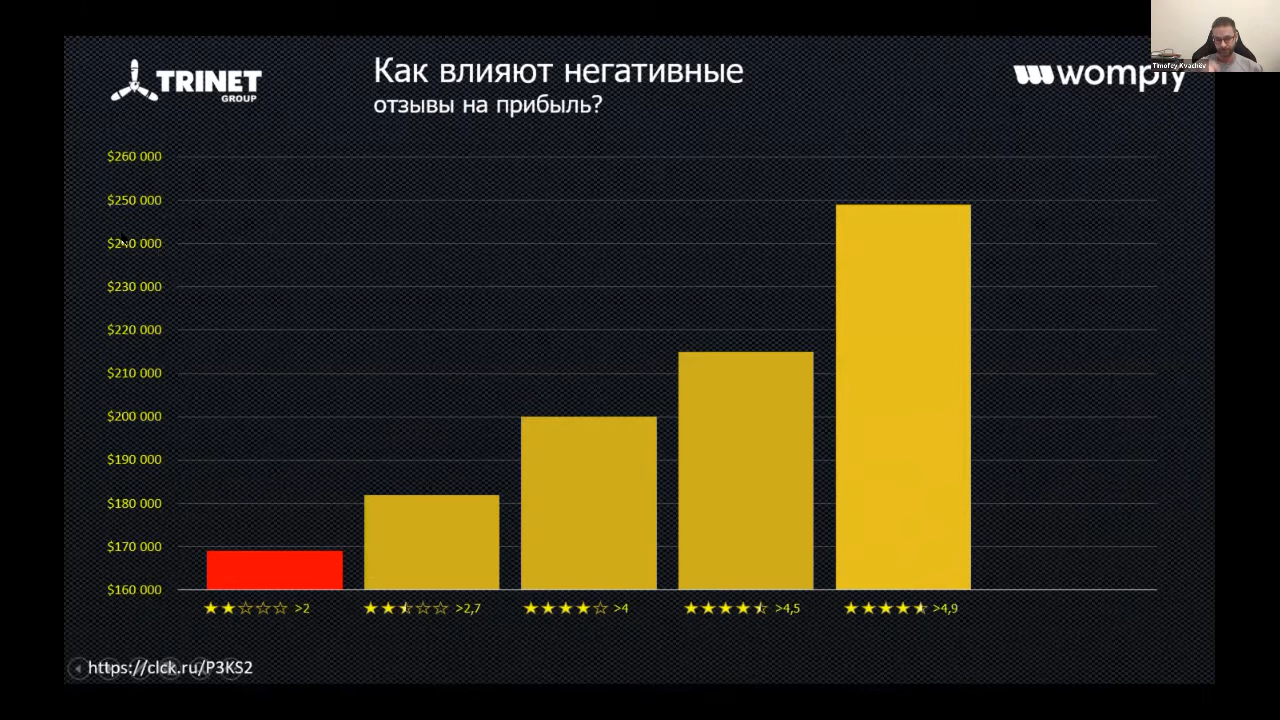 TRINET
GROUP
Как влияют негативные
отзывы на прибыль?
womply
Timofey Kvachëv
$260 000
$250 000
$240 000
$230 000
$220 000
$210 000
$200 000
$190 000
$180 000
$170 000
$160 000
>2
>2,7
>4
>4,5
>4,9
https://clck.ru/P3KS2